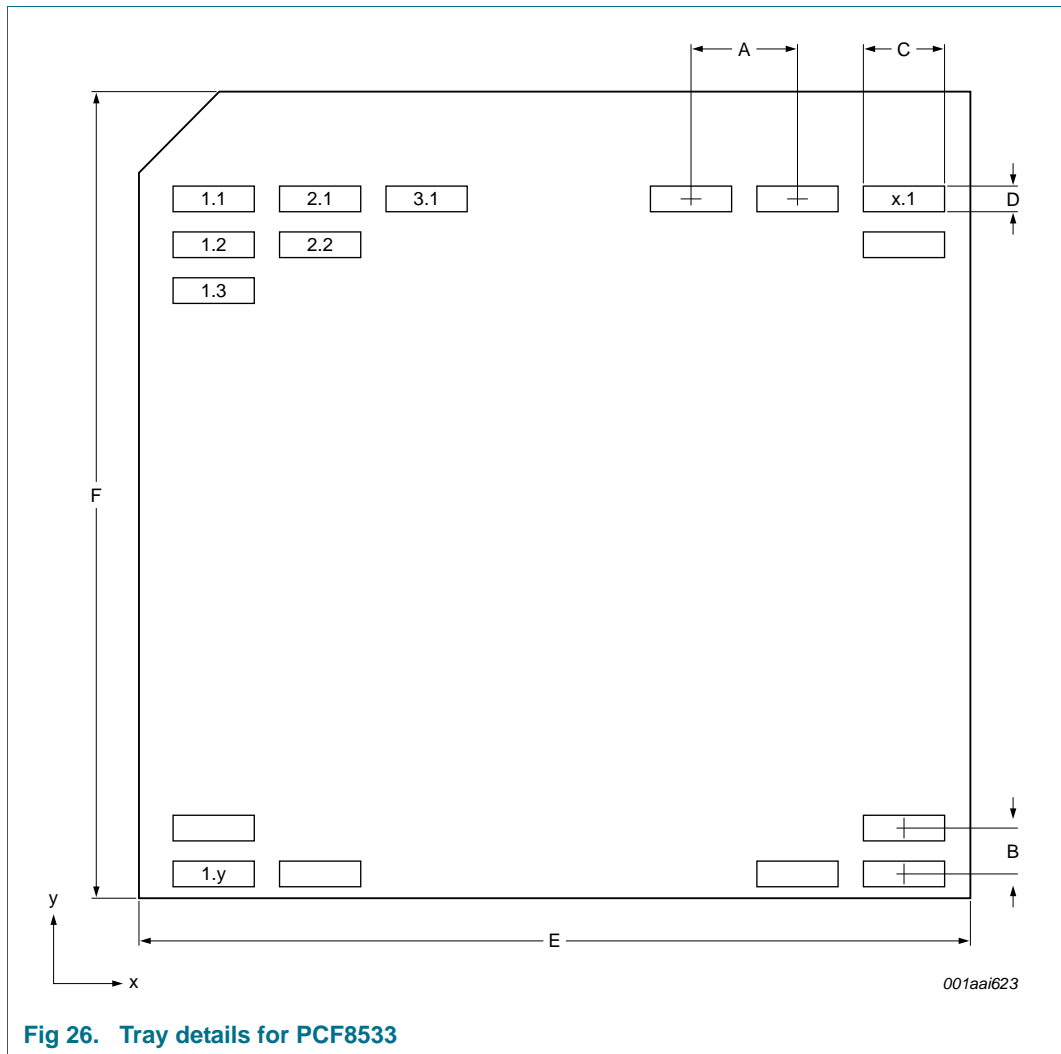 A
C
1.1
2.1
3.1
x.1
D
1.2
2.2
1.3
F
B
1.y
y
E
x
001aai623
Fig 26. Tray details for PCF8533